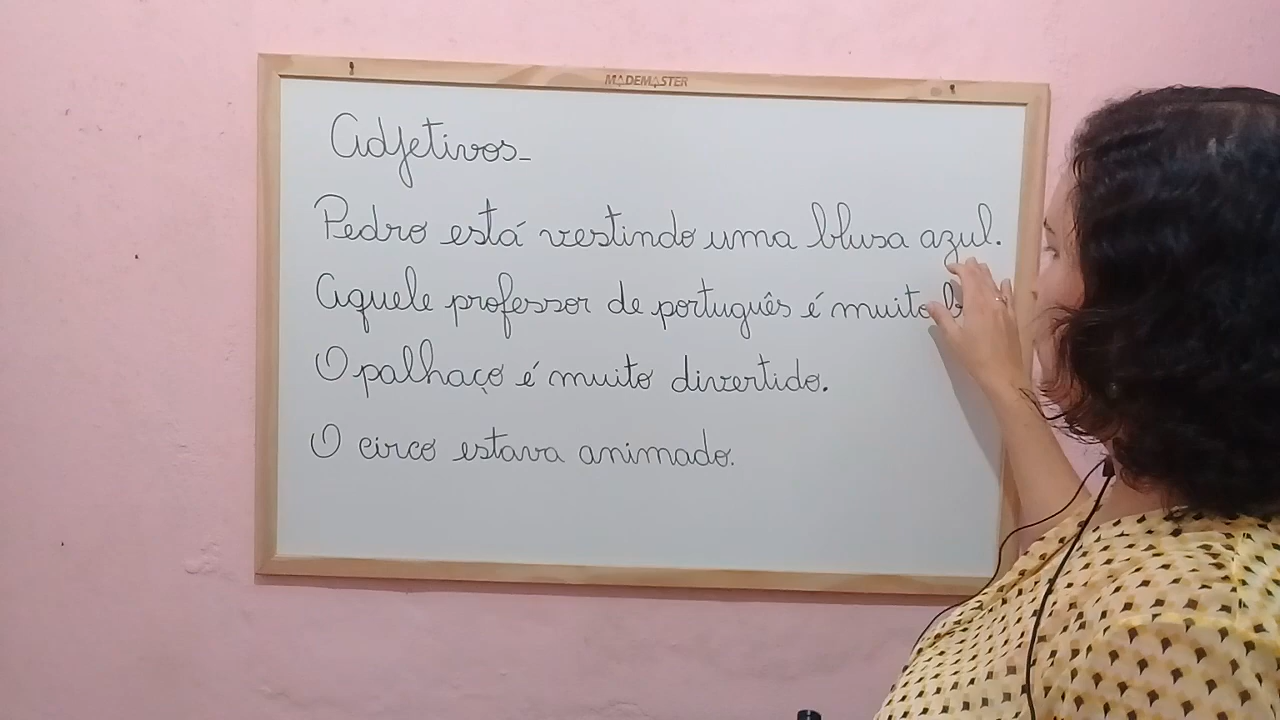 MADEMASTER
Adjetivos-
Pedro está vestindo uma blusa azul.
Aquele professor de português é muito
O palhaço é muito divertido.
O circo estava animado.